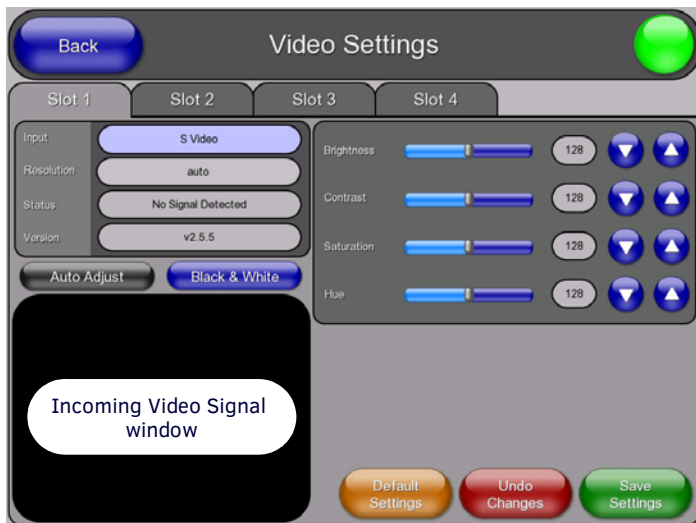 Back
Video Settings
Slot 1
Slot 2
Slot 3
Slot 4
Input
S Video
Resolution
auto
Status
No Signal Detected
Version
v2.5.5
Auto Adjust
Black & White
Brightness
128
Contrast
128
Saturation
128
Hue
128
Incoming Video Signal
window
Default
Settings
Undo
Changes
Save
Settings